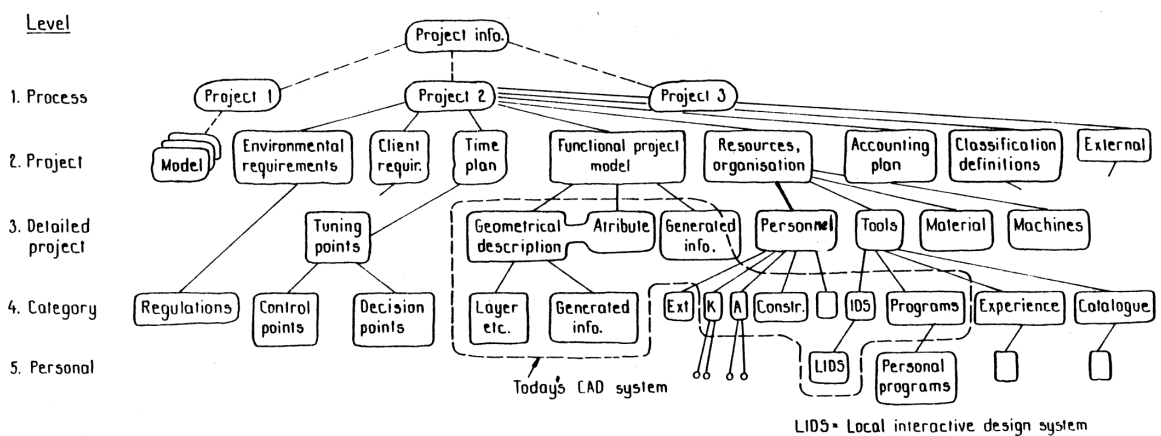 Level
Project info.
1. Process
Project 1
Project 2
Project 3
2. Project
Model
Environmental
requirements
Client
requir.
Time
plan
Functional project
model
Resources,
organisation
Accounting
plan
Classification
definitions
External
3. Detailed
project
Tuning
points
Geometrical
description
Atribute
Generated
info.
Personnel
Tools
Material
Machines
4. Category
Regulations
Control
points
Decision
points
Layer
etc.
Generated
info.
Ext
K
A
Constr.
IDS
Programs
Experience
Catalogue
5. Personal
LIDS
Personal
programs
Today's CAD system
LIDS= Local interactive design system